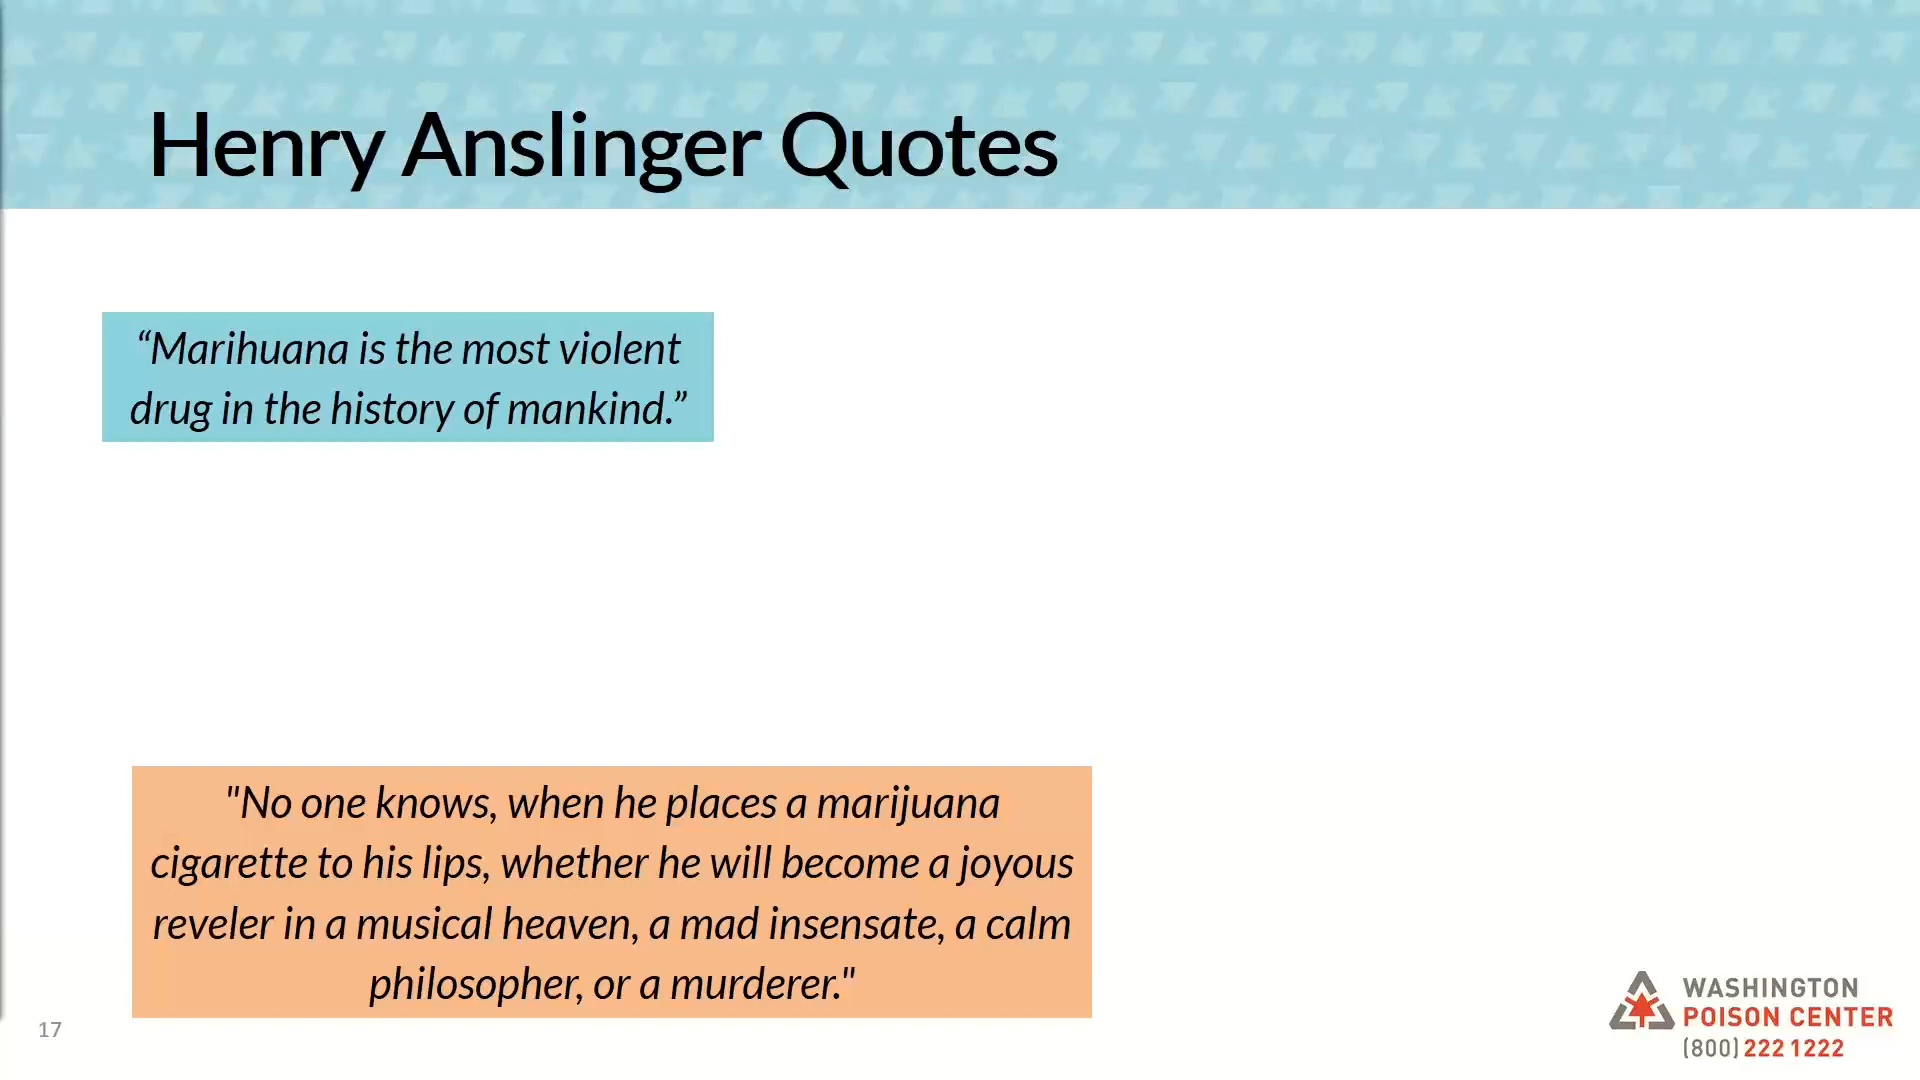 Henry Anslinger Quotes
“Marihuana is the most violent
drug in the history of mankind.”
"No one knows, when he places a marijuana
cigarette to his lips, whether he will become a joyous
reveler in a musical heaven, a mad insensate, a calm
philosopher, or a murderer."
17
WASHINGTON
POISON CENTER
(800) 222 1222